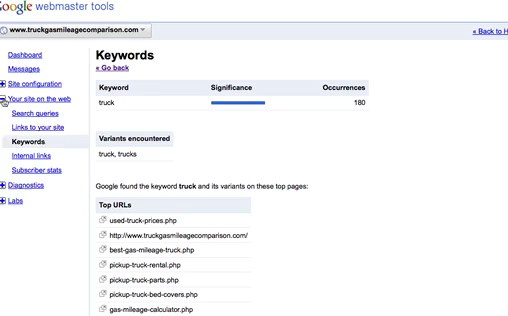 Google webmaster tools
www.truckgasmileagecomparison.com
« Back to H
Dashboard
Messages
Site configuration
Your site on the web
Search queries
Links to your site
Keywords
Internal links
Subscriber stats
Diagnostics
Labs
Keywords
« Go back
Keyword Significance Occurrences
truck 180
Variants encountered
truck, trucks
Google found the keyword truck and its variants on these top pages:
Top URLs
used-truck-prices.php
http://www.truckgasmileagecomparison.com/
best-gas-mileage-truck.php
pickup-truck-rental.php
pickup-truck-parts.php
pickup-truck-bed-covers.php
gas-mileage-calculator.php